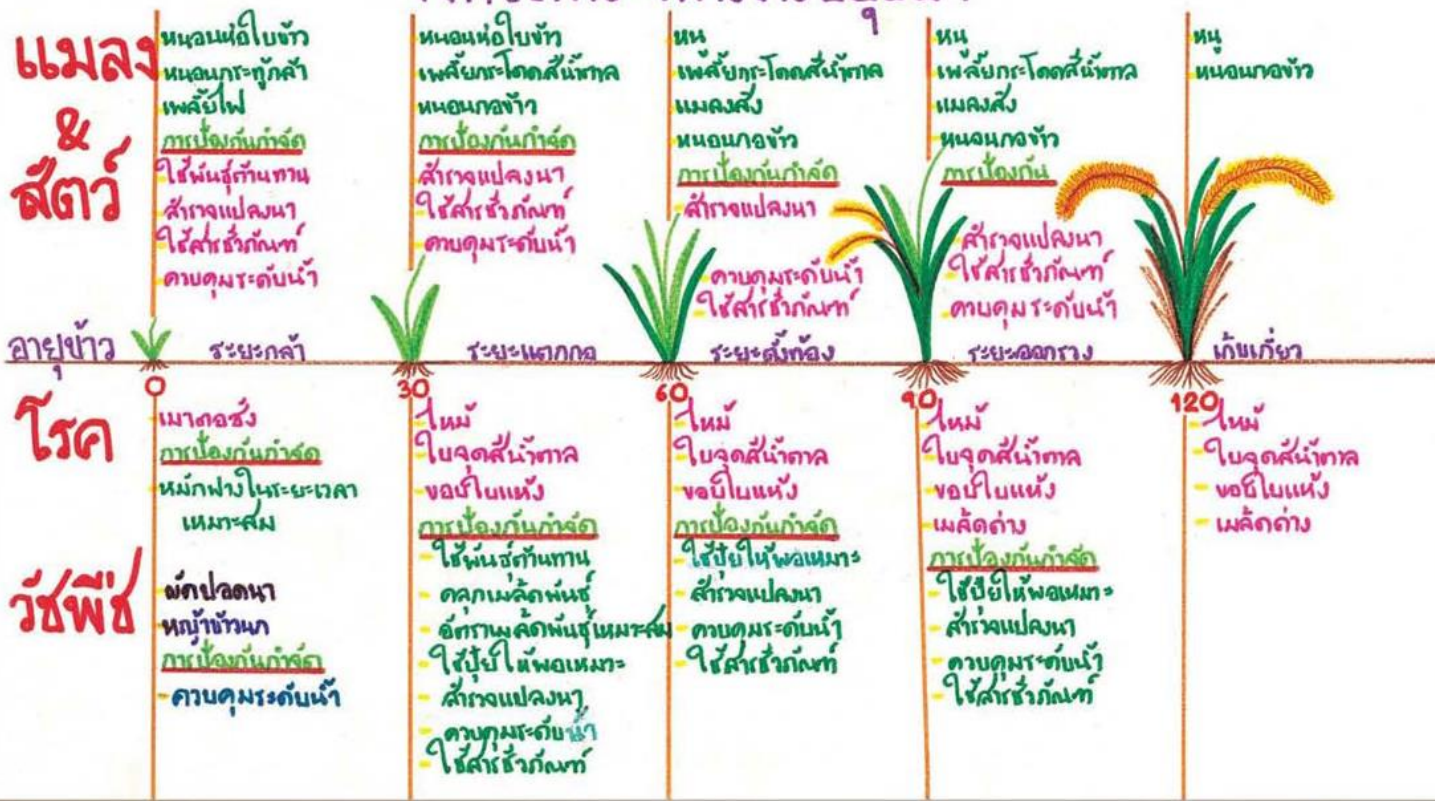 แมลง
&
สัตว์
หนอนห่อใบข้าว
หนอนกระทู้กล้า
เพลี้ยไฟ
การป้องกันกำจัด
ใช้พันธุ์ต้านทาน
สำรวจแปลงนา
ใช้สารชีวภัณฑ์
ควบคุมระดับน้ำ
หนอนห่อใบข้าว
เพลี้ยกระโดดสีน้ำตาล
หนอนกอข้าว
การป้องกันกำจัด
สำรวจแปลงนา
ใช้สารชีวภัณฑ์
ควบคุมระดับน้ำ
หนู
เพลี้ยกระโดดสีน้ำตาล
แมลงสิง
หนอนกอข้าว
การป้องกันกำจัด
สำรวจแปลงนา
ควบคุมระดับน้ำ
ใช้สารชีวภัณฑ์
หนู
เพลี้ยกระโดดสีน้ำตาล
แมลงสิง
หนอนกอข้าว
การป้องกัน
สำรวจแปลงนา
ใช้สารชีวภัณฑ์
ควบคุมระดับน้ำ
หนู
หนอนกอข้าว
อายุข้าว ระยะกล้า ระยะแตกกอ ระยะตั้งท้อง ระยะออกรวง เก็บเกี่ยว
0 30 60 90 120
โรค
เมาตอซัง
การป้องกันกำจัด
หมักฟางในระยะเวลา
เหมาะสม
วัชพืช
ผักปอดนา
หญ้าข้าวนก
การป้องกันกำจัด
- ควบคุมระดับน้ำ
- ไหม้
- ใบจุดสีน้ำตาล
- ขอบใบแห้ง
การป้องกันกำจัด
- ใช้พันธุ์ต้านทาน
- คลุกเมล็ดพันธุ์
- อัตราเมล็ดพันธุ์เหมาะสม
- ใช้ปุ๋ยให้พอเหมาะ
- สำรวจแปลงนา
- ควบคุมระดับน้ำ
- ใช้สารชีวภัณฑ์
- ไหม้
- ใบจุดสีน้ำตาล
- ขอบใบแห้ง
การป้องกันกำจัด
- ใช้ปุ๋ยให้พอเหมาะ
- สำรวจแปลงนา
- ควบคุมระดับน้ำ
- ใช้สารชีวภัณฑ์
- ไหม้
- ใบจุดสีน้ำตาล
- ขอบใบแห้ง
- เมล็ดด่าง
การป้องกันกำจัด
- ใช้ปุ๋ยให้พอเหมาะ
- สำรวจแปลงนา
- ควบคุมระดับน้ำ
- ใช้สารชีวภัณฑ์
- ไหม้
- ใบจุดสีน้ำตาล
- ขอบใบแห้ง
- เมล็ดด่าง